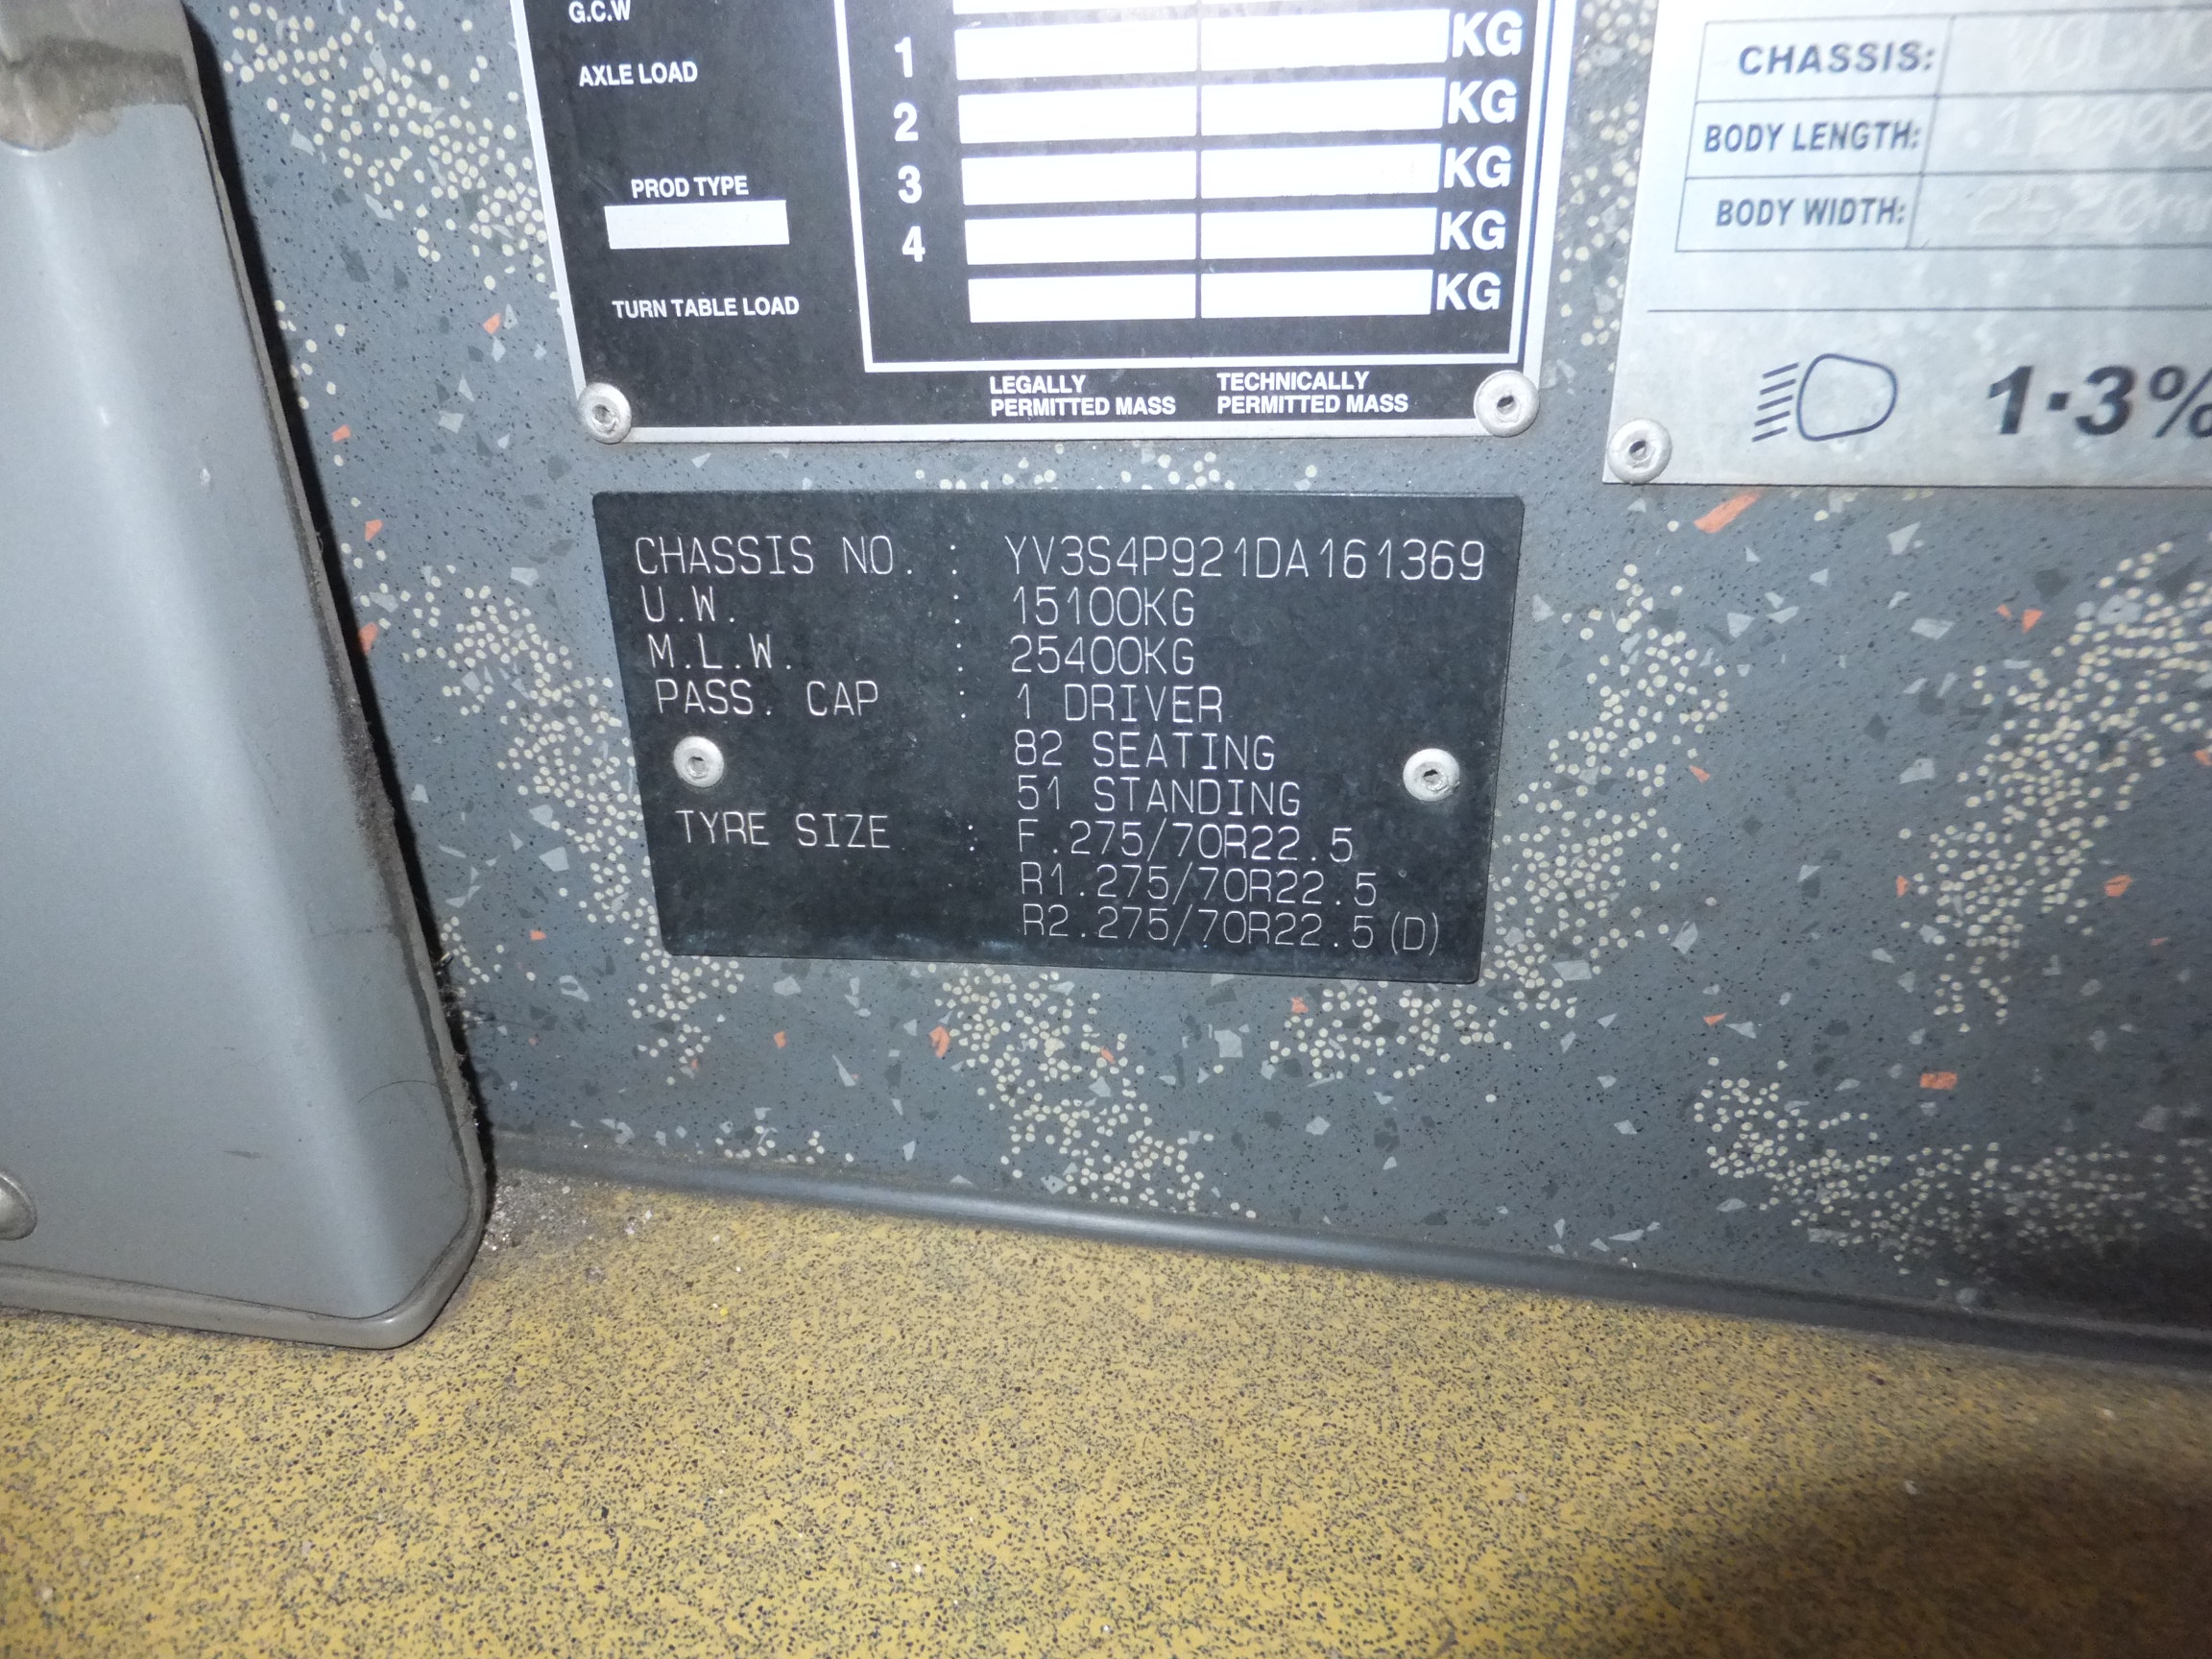 G.C.W
AXLE LOAD
1 KG
2 KG
3 KG
4 KG
KG
PROD TYPE
TURN TABLE LOAD
LEGALLY
PERMITTED MASS
TECHNICALLY
PERMITTED MASS
CHASSIS: VOLVO
BODY LENGTH:
BODY WIDTH:
1·3%
CHASSIS NO. : YV3S4P921DA161369
U.W. : 15100KG
M.L.W. : 25400KG
PASS. CAP : 1 DRIVER
82 SEATING
51 STANDING
TYRE SIZE : F.275/70R22.5
R1.275/70R22.5
R2.275/70R22.5(D)